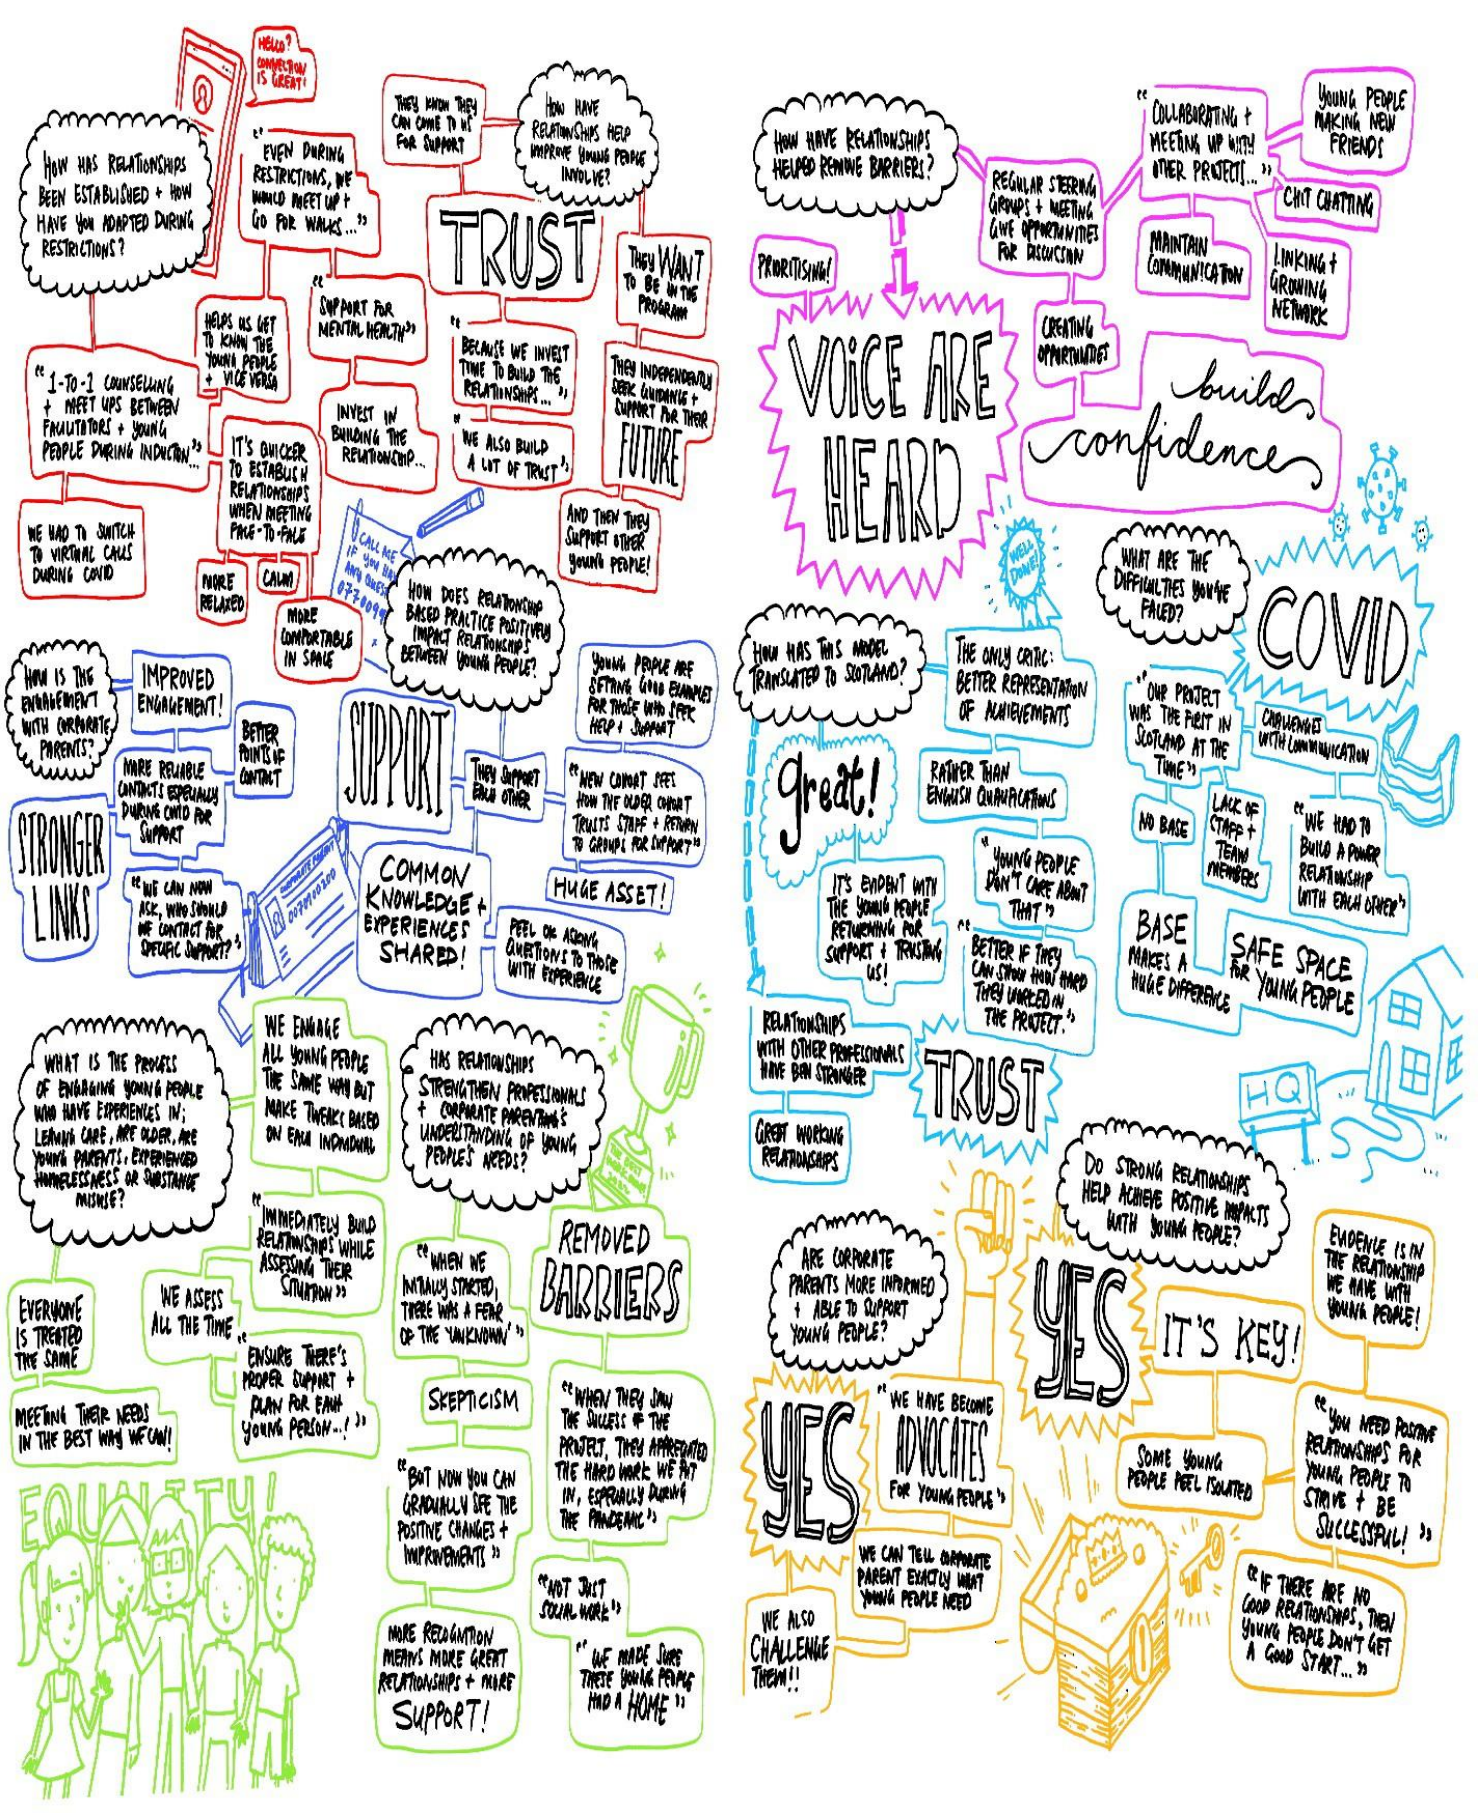 HELLO?
CONNECTION
IS GREAT!
HOW HAS RELATIONSHIPS
BEEN ESTABLISHED + HOW
HAVE YOU ADAPTED DURING
RESTRICTIONS?
"EVEN DURING
RESTRICTIONS, WE
WOULD MEET UP +
GO FOR WALKS..."
HELPS US GET
TO KNOW THE
YOUNG PEOPLE
+ VICE VERSA
"SUPPORT FOR
MENTAL HEALTH"
INVEST IN
BUILDING THE
RELATIONSHIP...
"1-TO-1 COUNSELLING
+ MEET UPS BETWEEN
FACILITATORS + YOUNG
PEOPLE DURING INDUCTION..."
WE HAD TO SWITCH
TO VIRTUAL CALLS
DURING COVID
IT'S QUICKER
TO ESTABLISH
RELATIONSHIPS
WHEN MEETING
FACE-TO-FACE
MORE
RELAXED
CALM
MORE
COMFORTABLE
IN SPACE
THEY KNOW THEY
CAN COME TO US
FOR SUPPORT
HOW HAVE
RELATIONSHIPS HELP
IMPROVE YOUNG PEOPLE
INVOLVE?
TRUST
"BECAUSE WE INVEST
TIME TO BUILD THE
RELATIONSHIPS..."
"WE ALSO BUILD
A LOT OF TRUST"
THEY WANT
TO BE IN THE
PROGRAM
THEY INDEPENDENTLY
SEEK GUIDANCE +
SUPPORT FOR THEIR
FUTURE
AND THEN THEY
SUPPORT OTHER
YOUNG PEOPLE!
CALL ME
IF YOU HAVE
ANY QUES
077009
HOW DOES RELATIONSHIP
BASED PRACTICE POSITIVELY
IMPACT RELATIONSHIPS
BETWEEN YOUNG PEOPLE?
SUPPORT
THEY SUPPORT
EACH OTHER
YOUNG PEOPLE ARE
SETTING GOOD EXAMPLES
FOR THOSE WHO SEEK
HELP + SUPPORT
"NEW COHORT SEES
HOW THE OLDER COHORT
TRUSTS STAFF + RETURN
TO GROUPS FOR SUPPORT"
HUGE ASSET!
COMMON
KNOWLEDGE +
EXPERIENCES
SHARED!
FEEL OK ASKING
QUESTIONS TO THOSE
WITH EXPERIENCE
HOW IS THE
ENGAGEMENT
WITH CORPORATE
PARENTS?
IMPROVED
ENGAGEMENT!
MORE RELIABLE
CONTACTS ESPECIALLY
DURING COVID FOR
SUPPORT
BETTER
POINTS OF
CONTACT
STRONGER
LINKS
"WE CAN NOW
ASK, WHO SHOULD
WE CONTACT FOR
SPECIFIC SUPPORT?"
CORPORATE PARENT
0070100200
WHAT IS THE PROCESS
OF ENGAGING YOUNG PEOPLE
WHO HAVE EXPERIENCES IN;
LEAVING CARE, ARE OLDER, ARE
YOUNG PARENTS, EXPERIENCED
HOMELESSNESS OR SUBSTANCE
MISUSE?
WE ENGAGE
ALL YOUNG PEOPLE
THE SAME WAY BUT
MAKE TWEAKS BASED
ON EACH INDIVIDUAL
"IMMEDIATELY BUILD
RELATIONSHIPS WHILE
ASSESSING THEIR
SITUATION"
WE ASSESS
ALL THE TIME
"ENSURE THERE'S
PROPER SUPPORT +
PLAN FOR EACH
YOUNG PERSON...!"
EVERYONE
IS TREATED
THE SAME
MEETING THEIR NEEDS
IN THE BEST WAY WE CAN!
EQUALITY!
HAS RELATIONSHIPS
STRENGTHEN PROFESSIONALS
+ CORPORATE PARENTING'S
UNDERSTANDING OF YOUNG
PEOPLE'S NEEDS?
"WHEN WE
INITIALLY STARTED,
THERE WAS A FEAR
OF THE 'UNKNOWN'"
SKEPTICISM
"BUT NOW YOU CAN
GRADUALLY SEE THE
POSITIVE CHANGES +
IMPROVEMENTS"
MORE RECOGNITION
MEANS MORE GREAT
RELATIONSHIPS + MORE
SUPPORT!
REMOVED
BARRIERS
"WHEN THEY SAW
THE SUCCESS OF THE
PROJECT, THEY APPRECIATED
THE HARD WORK WE PUT
IN, ESPECIALLY DURING
THE PANDEMIC"
"NOT JUST
SOCIAL WORK"
"WE MADE SURE
THESE YOUNG PEOPLE
HAD A HOME"
HOW HAVE RELATIONSHIPS
HELPED REMOVE BARRIERS?
PRIORITISING!
VOICE ARE
HEARD
REGULAR STEERING
GROUPS + MEETING
GIVE OPPORTUNITIES
FOR DISCUSSION
CREATING
OPPORTUNITIES
builds
confidence
"COLLABORATING +
MEETING UP WITH
OTHER PROJECTS..."
YOUNG PEOPLE
MAKING NEW
FRIENDS
CHIT CHATTING
MAINTAIN
COMMUNICATION
LINKING +
GROWING
NETWORK
WELL
DONE!
HOW HAS THIS MODEL
TRANSLATED TO SCOTLAND?
great!
IT'S EVIDENT WITH
THE YOUNG PEOPLE
RETURNING FOR
SUPPORT + TRUSTING
US!
THE ONLY CRITIC:
BETTER REPRESENTATION
OF ACHIEVEMENTS
RATHER THAN
ENGLISH QUALIFICATIONS
"YOUNG PEOPLE
DON'T CARE ABOUT
THAT"
"BETTER IF THEY
CAN SHOW HOW HARD
THEY WORKED IN
THE PROJECT."
RELATIONSHIPS
WITH OTHER PROFESSIONALS
HAVE BEEN STRONGER
GREAT WORKING
RELATIONSHIPS
TRUST
WHAT ARE THE
DIFFICULTIES YOU'VE
FACED?
COVID
"OUR PROJECT
WAS THE FIRST IN
SCOTLAND AT THE
TIME"
CHALLENGES
WITH COMMUNICATION
NO BASE
LACK OF
STAFF +
TEAM
MEMBERS
"WE HAD TO
BUILD A POWER
RELATIONSHIP
WITH EACH OTHER"
BASE
MAKES A
HUGE DIFFERENCE
SAFE SPACE
FOR YOUNG PEOPLE
HQ
ARE CORPORATE
PARENTS MORE INFORMED
+ ABLE TO SUPPORT
YOUNG PEOPLE?
YES
"WE HAVE BECOME
ADVOCATES
FOR YOUNG PEOPLE"
WE CAN TELL CORPORATE
PARENT EXACTLY WHAT
YOUNG PEOPLE NEED
WE ALSO
CHALLENGE
THEM!!
DO STRONG RELATIONSHIPS
HELP ACHIEVE POSITIVE IMPACTS
WITH YOUNG PEOPLE?
YES
IT'S KEY!
EVIDENCE IS IN
THE RELATIONSHIP
WE HAVE WITH
YOUNG PEOPLE!
SOME YOUNG
PEOPLE FEEL ISOLATED
"YOU NEED POSITIVE
RELATIONSHIPS FOR
YOUNG PEOPLE TO
STRIVE + BE
SUCCESSFUL!"
"IF THERE ARE NO
GOOD RELATIONSHIPS, THEN
YOUNG PEOPLE DON'T GET
A GOOD START..."